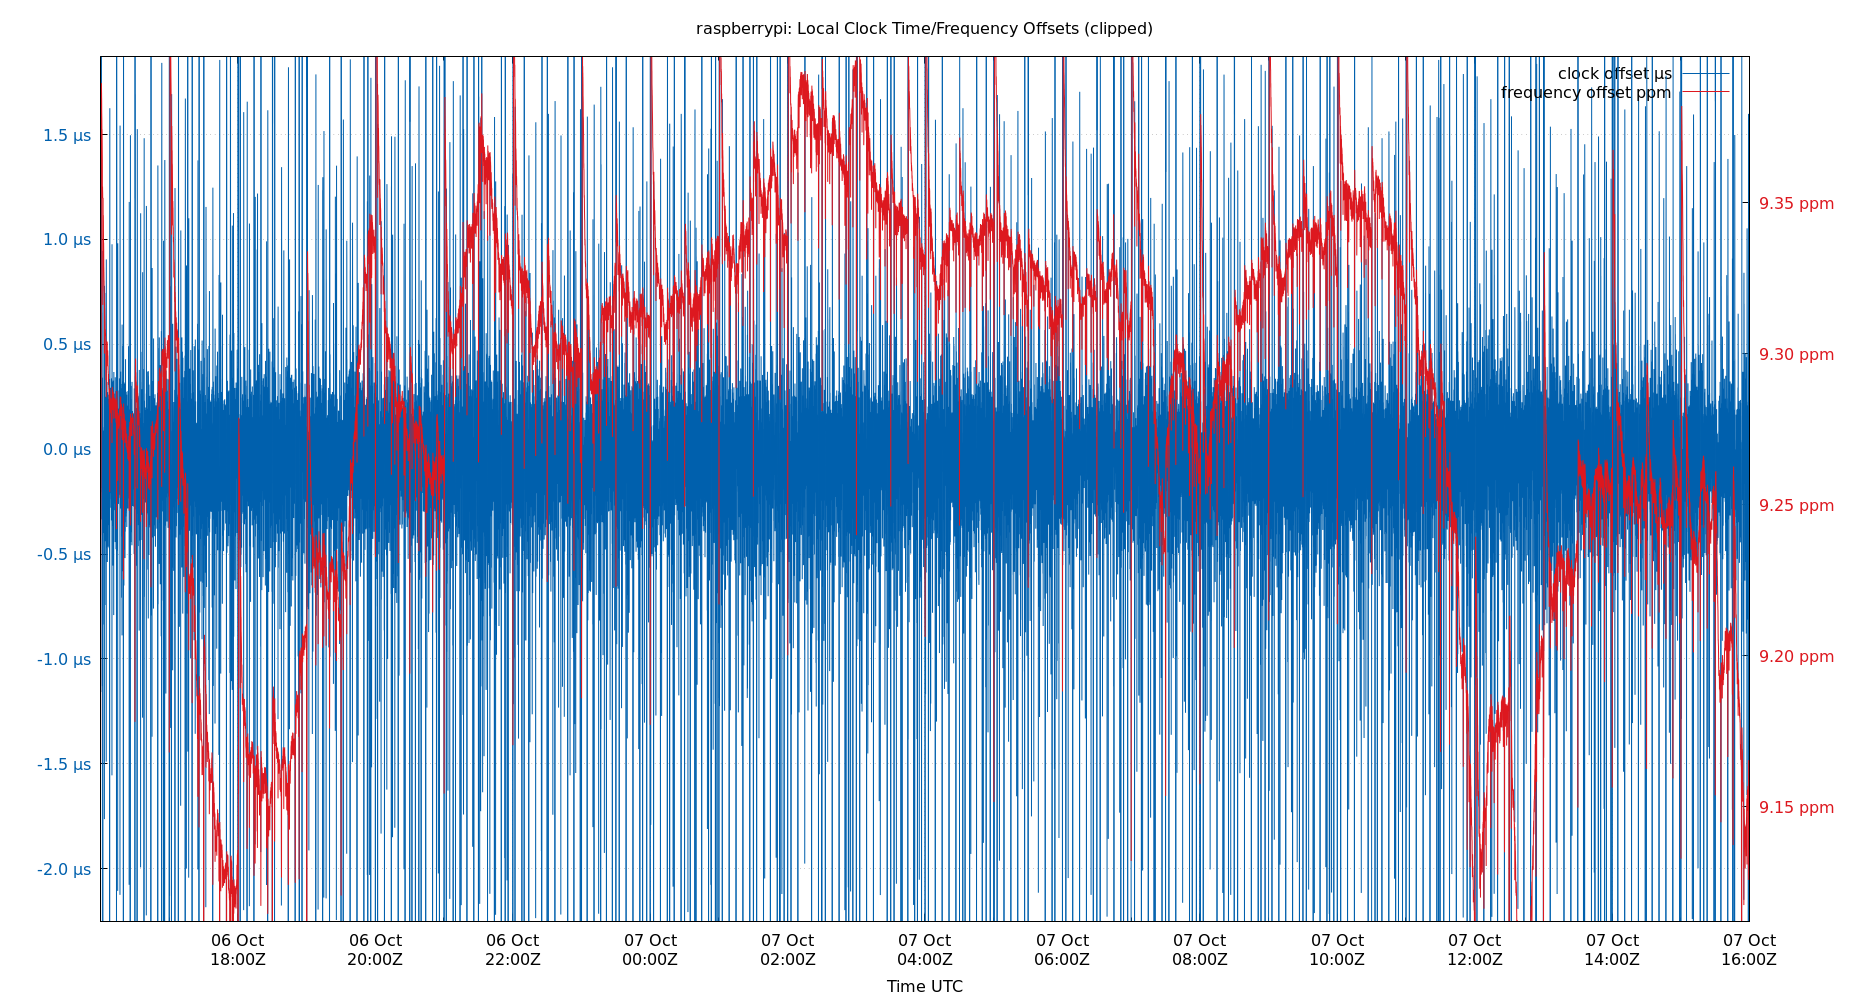 raspberrypi: Local Clock Time/Frequency Offsets (clipped)
clock offset µs
frequency offset ppm
1.5 µs
1.0 µs
0.5 µs
0.0 µs
-0.5 µs
-1.0 µs
-1.5 µs
-2.0 µs
9.35 ppm
9.30 ppm
9.25 ppm
9.20 ppm
9.15 ppm
06 Oct
18:00Z
06 Oct
20:00Z
06 Oct
22:00Z
07 Oct
00:00Z
07 Oct
02:00Z
07 Oct
04:00Z
07 Oct
06:00Z
07 Oct
08:00Z
07 Oct
10:00Z
07 Oct
12:00Z
07 Oct
14:00Z
07 Oct
16:00Z
Time UTC